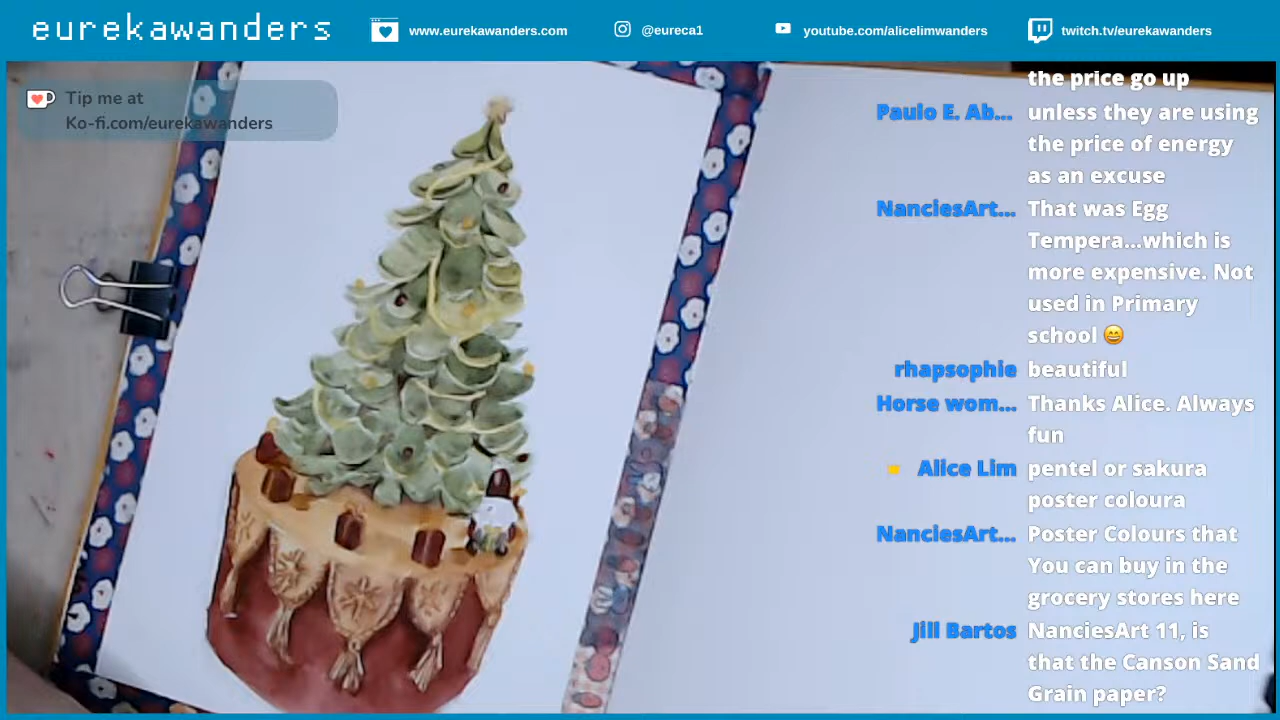 eurekawanders
www.eurekawanders.com
@eureca1
youtube.com/alicelimwanders
twitch.tv/eurekawanders
Tip me at
Ko-fi.com/eurekawanders
the price go up
Paulo E. Ab... unless they are using
the price of energy
as an excuse
NanciesArt... That was Egg
Tempera...which is
more expensive. Not
used in Primary
school 😄
rhapsophie beautiful
Horse wom... Thanks Alice. Always
fun
Alice Lim pentel or sakura
poster coloura
NanciesArt... Poster Colours that
You can buy in the
grocery stores here
Jill Bartos NanciesArt 11, is
that the Canson Sand
Grain paper?